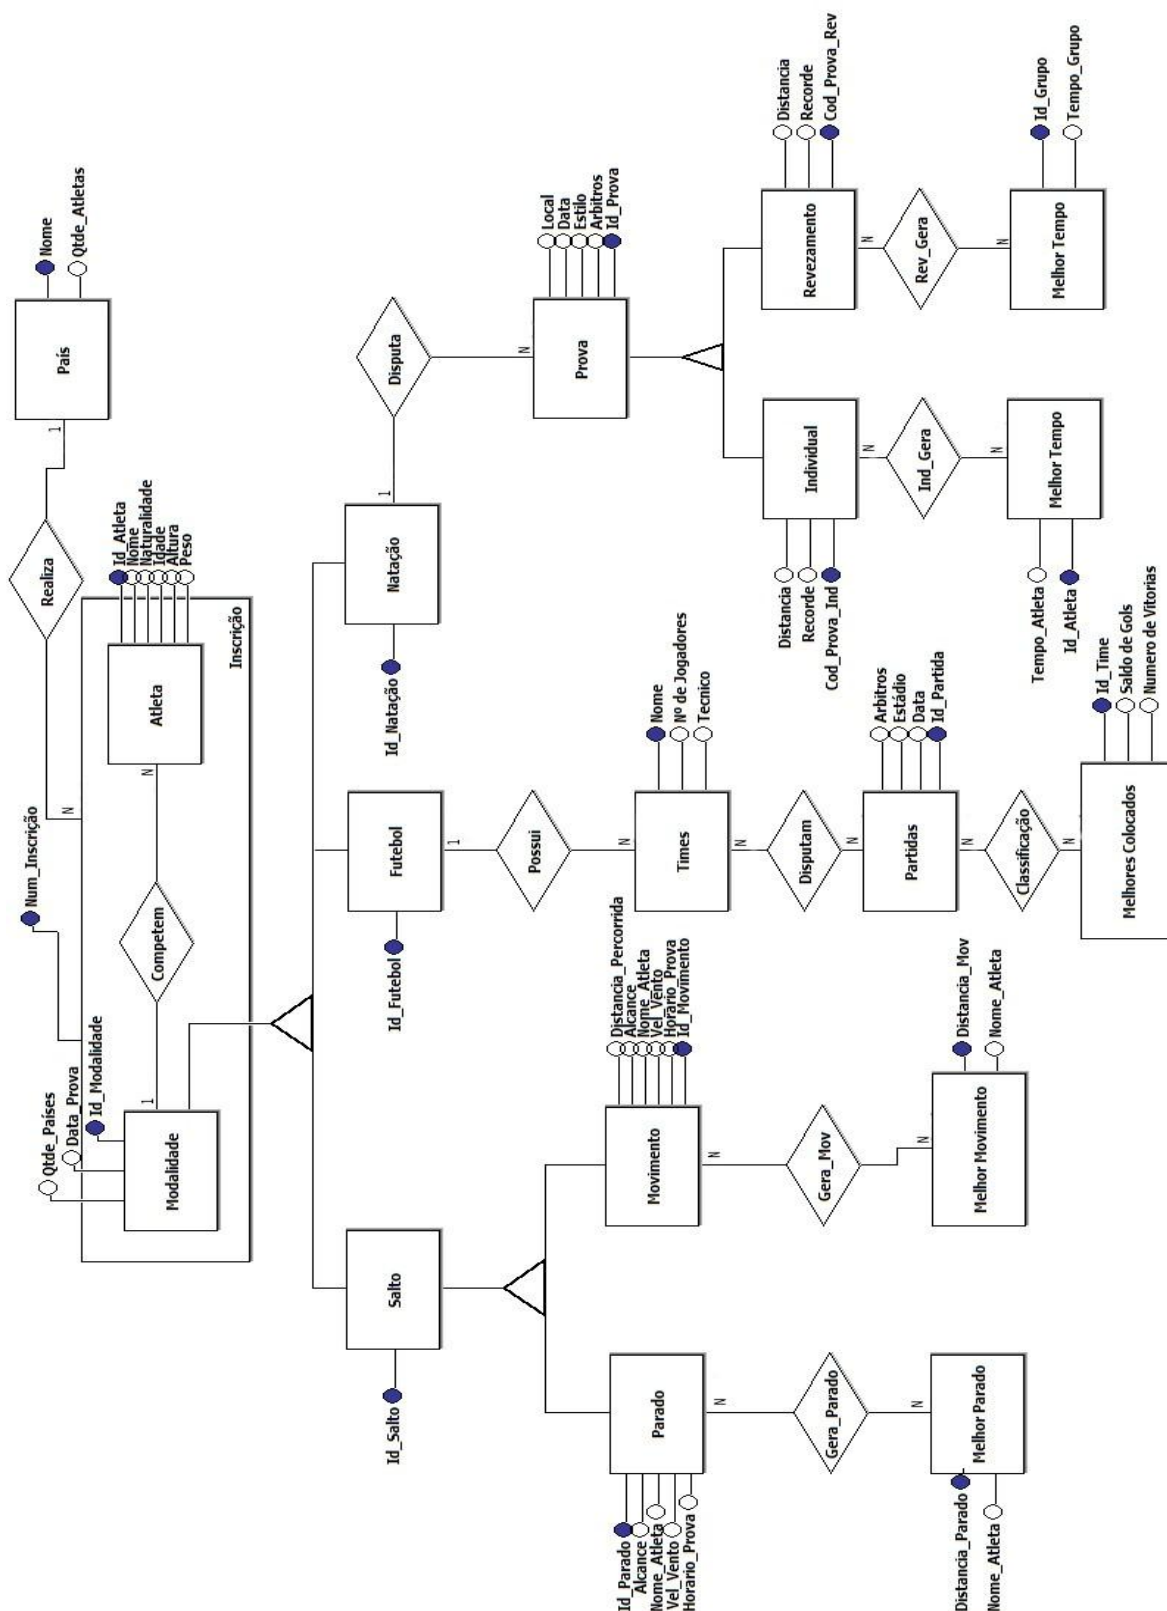 País
Nome
Qtde_Atletas
1
Realiza
N
Num_Inscrição
Inscrição
Atleta
Id_Atleta
Nome
Naturalidade
Idade
Altura
Peso
N
Competem
1
Modalidade
Qtde_Países
Data_Prova
Id_Modalidade
Salto
Id_Salto
Futebol
Id_Futebol
Natação
Id_Natação
1
Disputa
N
Prova
Local
Data
Estilo
Arbitros
Id_Prova
1
Possui
N
Times
Nome
Nº de Jogadores
Tecnico
N
Disputam
N
Partidas
Arbitros
Estádio
Data
Id_Partida
N
Classificação
N
Melhores Colocados
Id_Time
Saldo de Gols
Numero de Vitorias
Parado
Id_Parado
Alcance
Nome_Atleta
Vel_Vento
Horario_Prova
N
Gera_Parado
N
Melhor Parado
Distancia_Parado
Nome_Atleta
Movimento
Distancia_Percorrida
Alcance
Nome_Atleta
Vel_Vento
Horario_Prova
Id_Movimento
N
Gera_Mov
N
Melhor Movimento
Distancia_Mov
Nome_Atleta
Individual
Distancia
Recorde
Cod_Prova_Ind
N
Ind_Gera
N
Melhor Tempo
Tempo_Atleta
Id_Atleta
Revezamento
Distancia
Recorde
Cod_Prova_Rev
N
Rev_Gera
N
Melhor Tempo
Id_Grupo
Tempo_Grupo